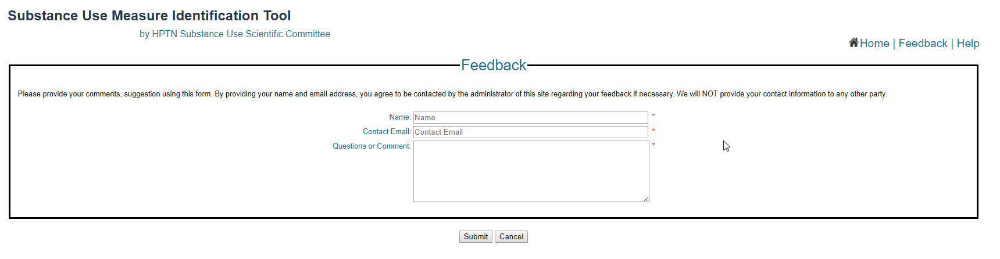 Substance Use Measure Identification Tool
by HPTN Substance Use Scientific Committee
Home | Feedback | Help
Feedback
Please provide your comments, suggestion using this form. By providing your name and email address, you agree to be contacted by the administrator of this site regarding your feedback if necessary. We will NOT provide your contact information to any other party.
Name: Name *
Contact Email: Contact Email *
Questions or Comment: *
Submit Cancel